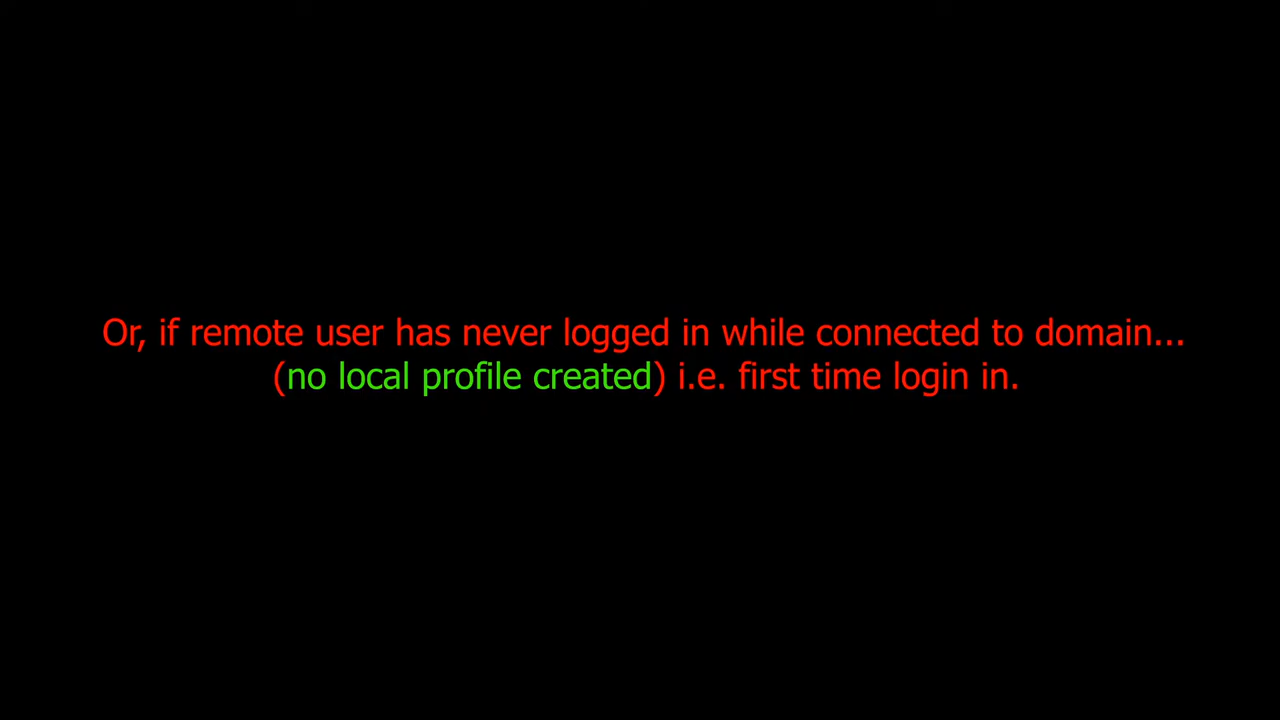 Or, if remote user has never logged in while connected to domain...
(no local profile created) i.e. first time login in.